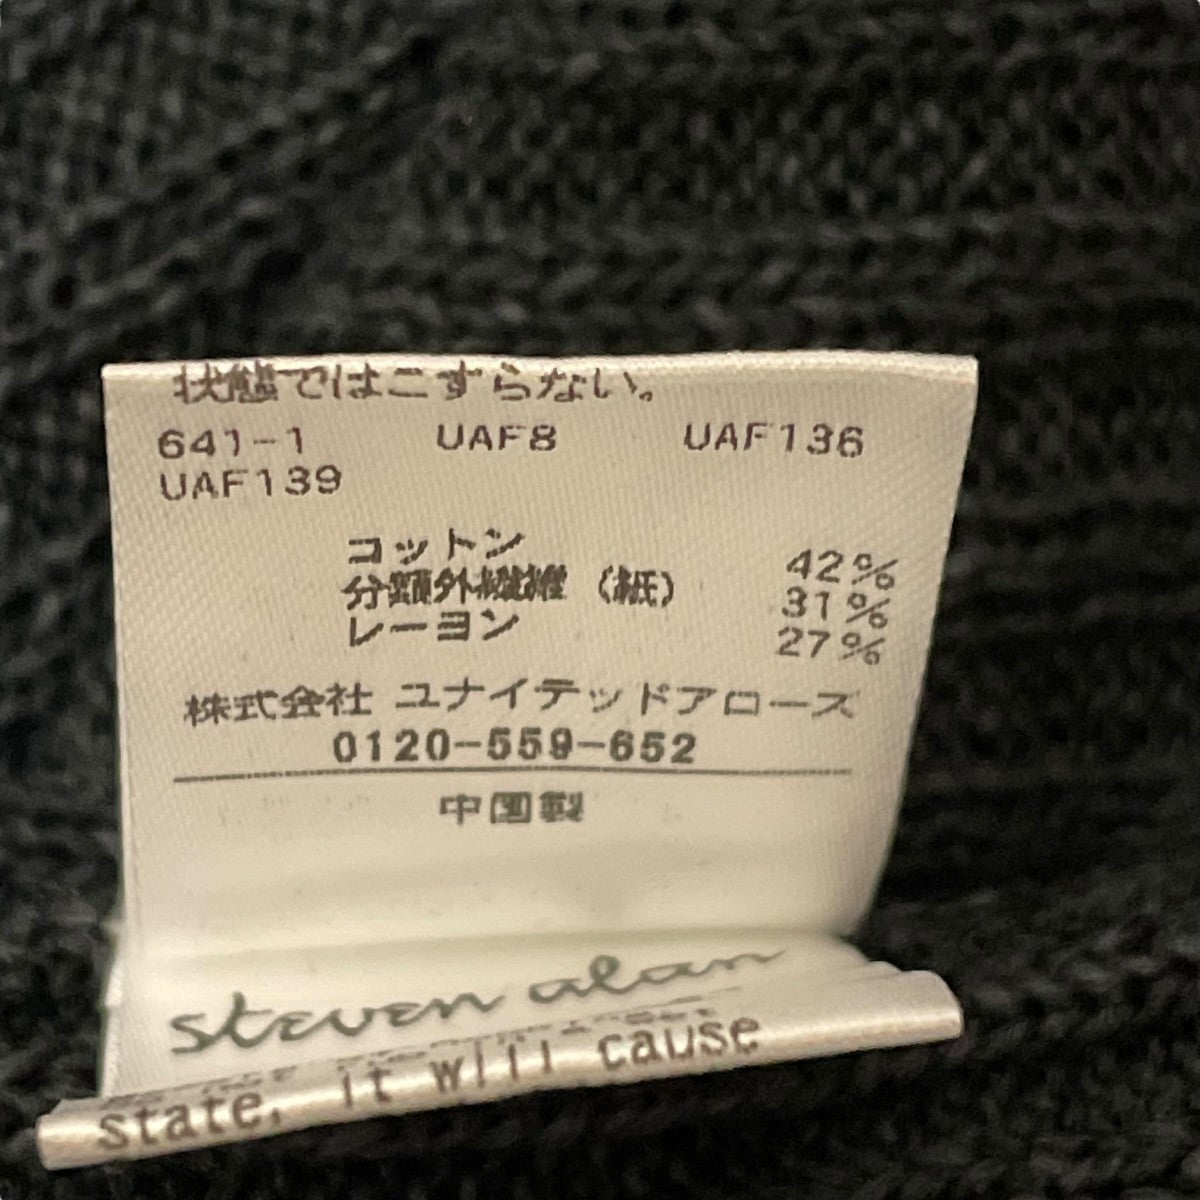 状態ではこすらない。
641-1 UAF8 UAF136
UAF139
コットン 42%
分類外繊維 (紙) 31%
レーヨン 27%
株式会社 ユナイテッドアローズ
0120-559-652
中国製
steven alan
state, it will cause